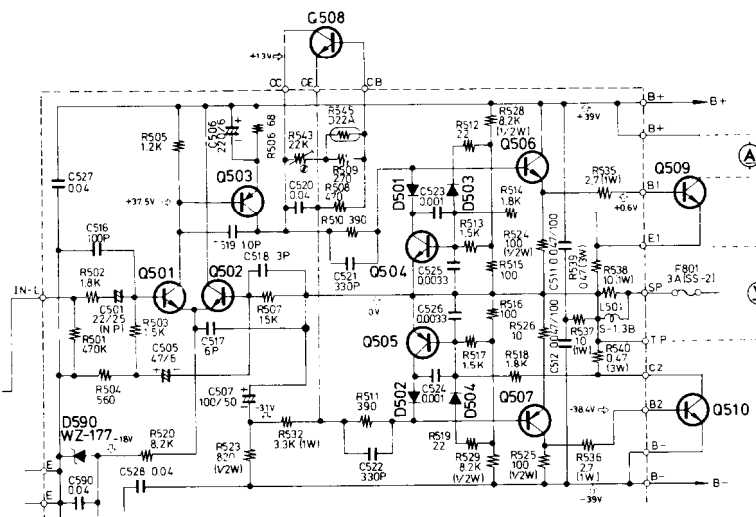 Q508
+1.3V
CC
CE
CB
B+
B+
+39V
B+
R505
1.2K
C506
220/6
R506 68
R543
22K
R545
D22A
R509
270
R508
470
R510 390
C520
0.04
R512
22
R528
8.2K
(1/2W)
Q506
C527
0.04
Q503
+37.5V
D501
C523
0.001
D503
R514
1.8K
R535
2.7(1W)
B1
Q509
+0.6V
A
C516
100P
C519 10P
C518 3P
C521
330P
Q504
R513
1.5K
R524
100
(1/2W)
C525
0.0033
R515
100
C511 0.047/100
R539
0.47(3W)
E1
R538
10(1W)
F801
3A(SS-2)
SP
IN-L
R502
1.8K
Q501
Q502
C501
22/25
(N.P)
R503
1.5K
R501
470K
C505
47/6
R507
15K
C517
6P
0V
C526
0.0033
R516
100
R526
10
C512 0.047/100
L501
S-1.3B
R537
10
(1W)
TP
R540
0.47
(3W)
Q505
R517
1.5K
R518
1.8K
R504
560
C507
100/50
D502
C524
0.001
D504
C2
D590
WZ-177
-18V
R520
8.2K
-31V
R511
390
Q507
-38.4V
B2
Q510
R532
3.3K (1W)
R523
820
(1/2W)
C522
330P
R519
22
R529
8.2K
(1/2W)
R525
100
(1/2W)
R536
2.7
(1W)
E
E
C590
0.04
C528 0.04
-39V
B-
B-
B-